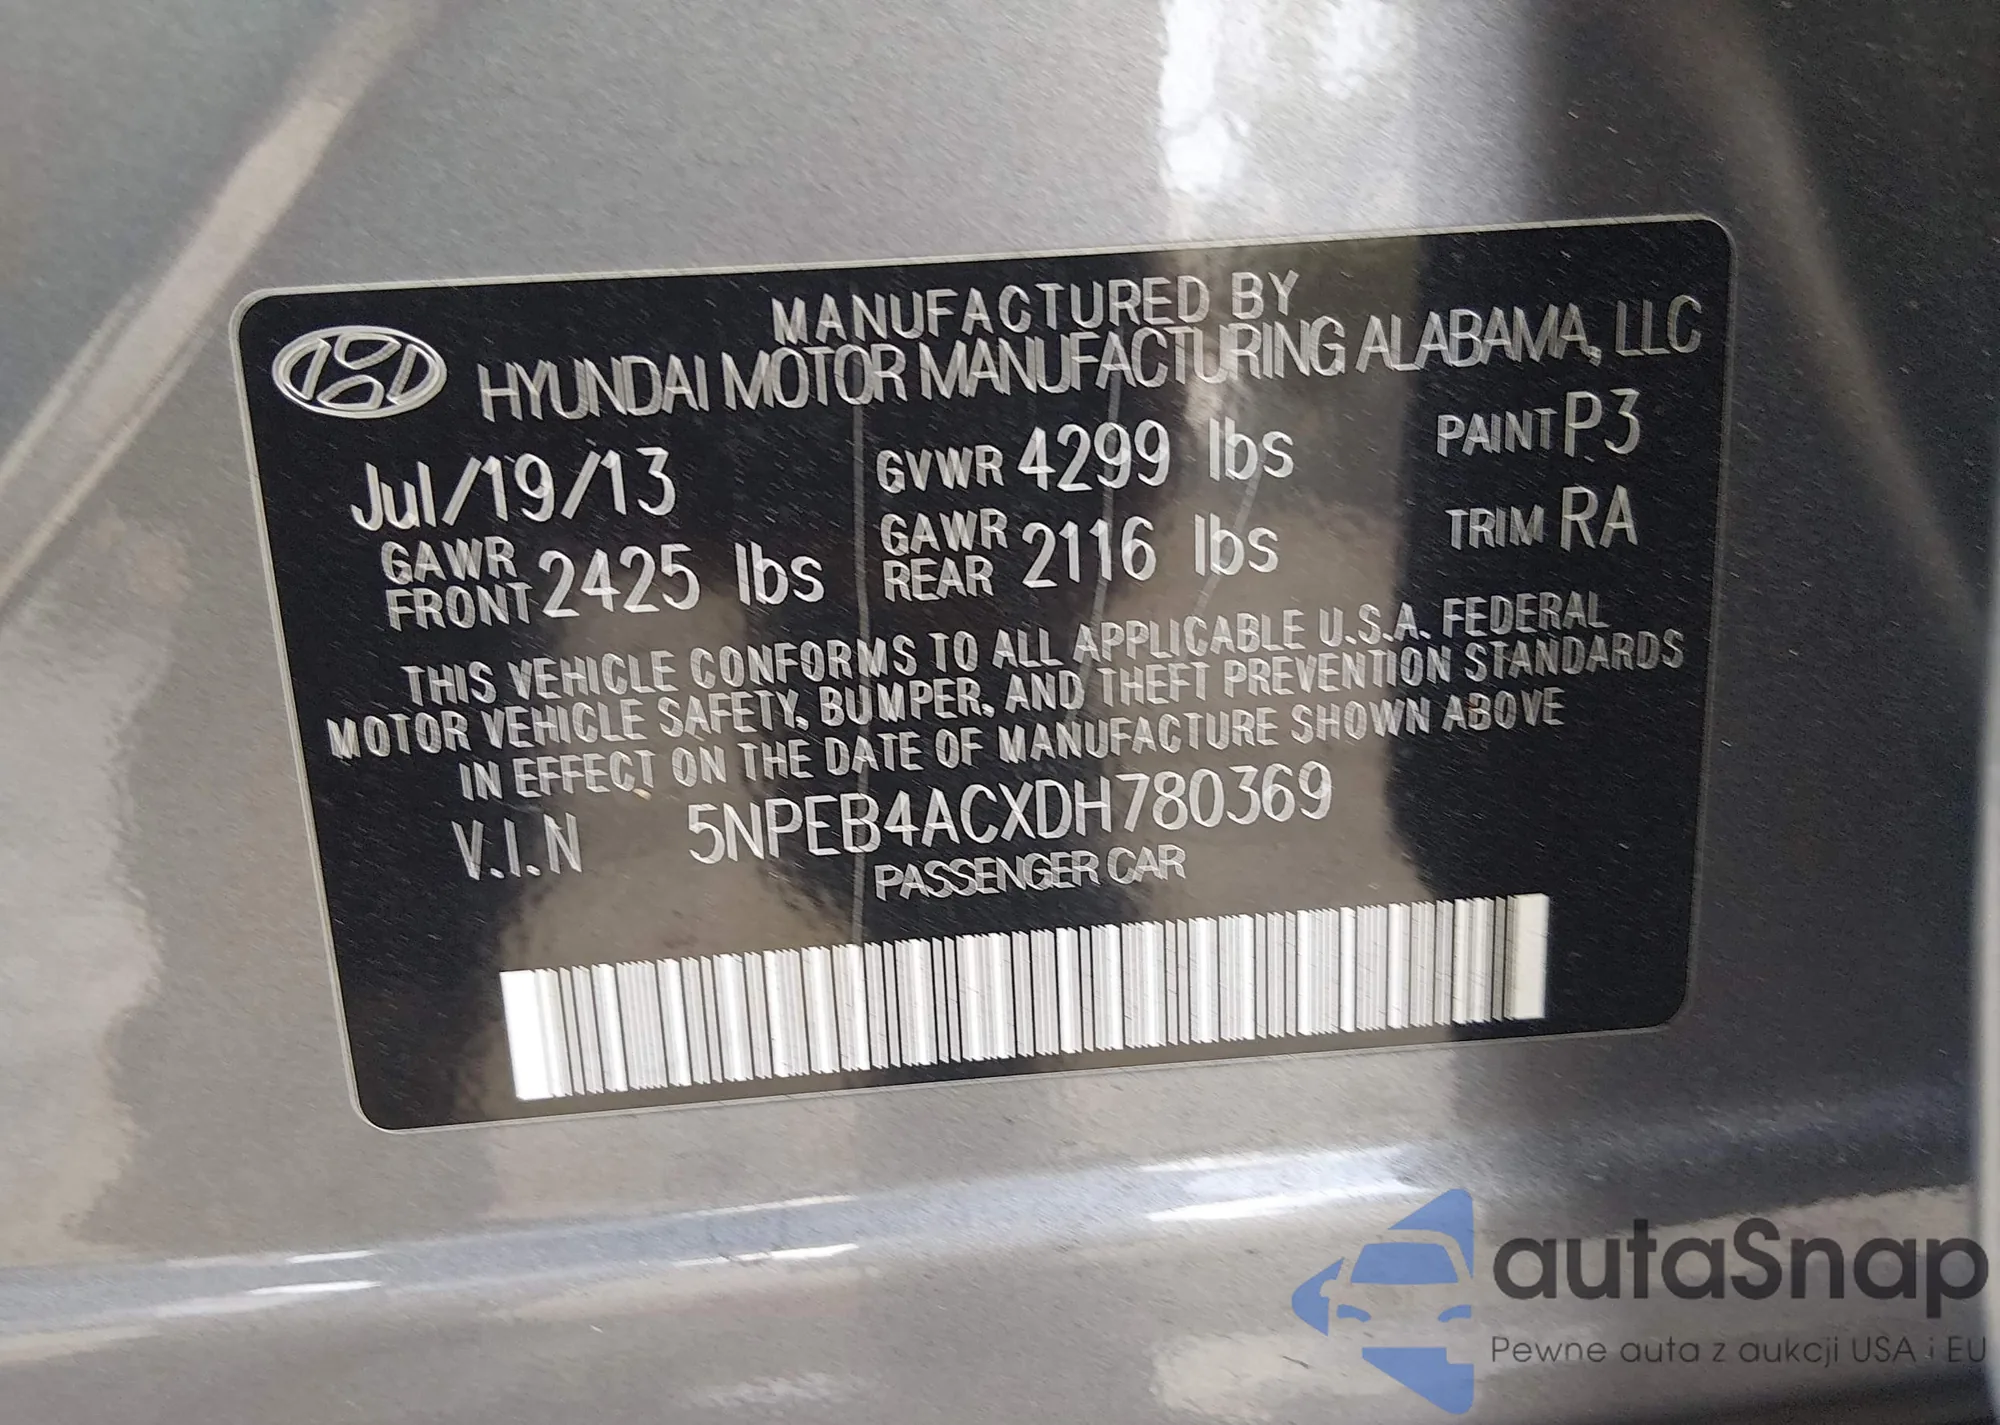 MANUFACTURED BY
HYUNDAI MOTOR MANUFACTURING ALABAMA, LLC
Jul/19/13 GVWR 4299 lbs PAINT P3
GAWR FRONT 2425 lbs GAWR REAR 2116 lbs TRIM RA
THIS VEHICLE CONFORMS TO ALL APPLICABLE U.S.A. FEDERAL
MOTOR VEHICLE SAFETY, BUMPER, AND THEFT PREVENTION STANDARDS
IN EFFECT ON THE DATE OF MANUFACTURE SHOWN ABOVE
V.I.N 5NPEB4ACXDH780369
PASSENGER CAR
autaSnap
Pewne auta z aukcji USA i EU